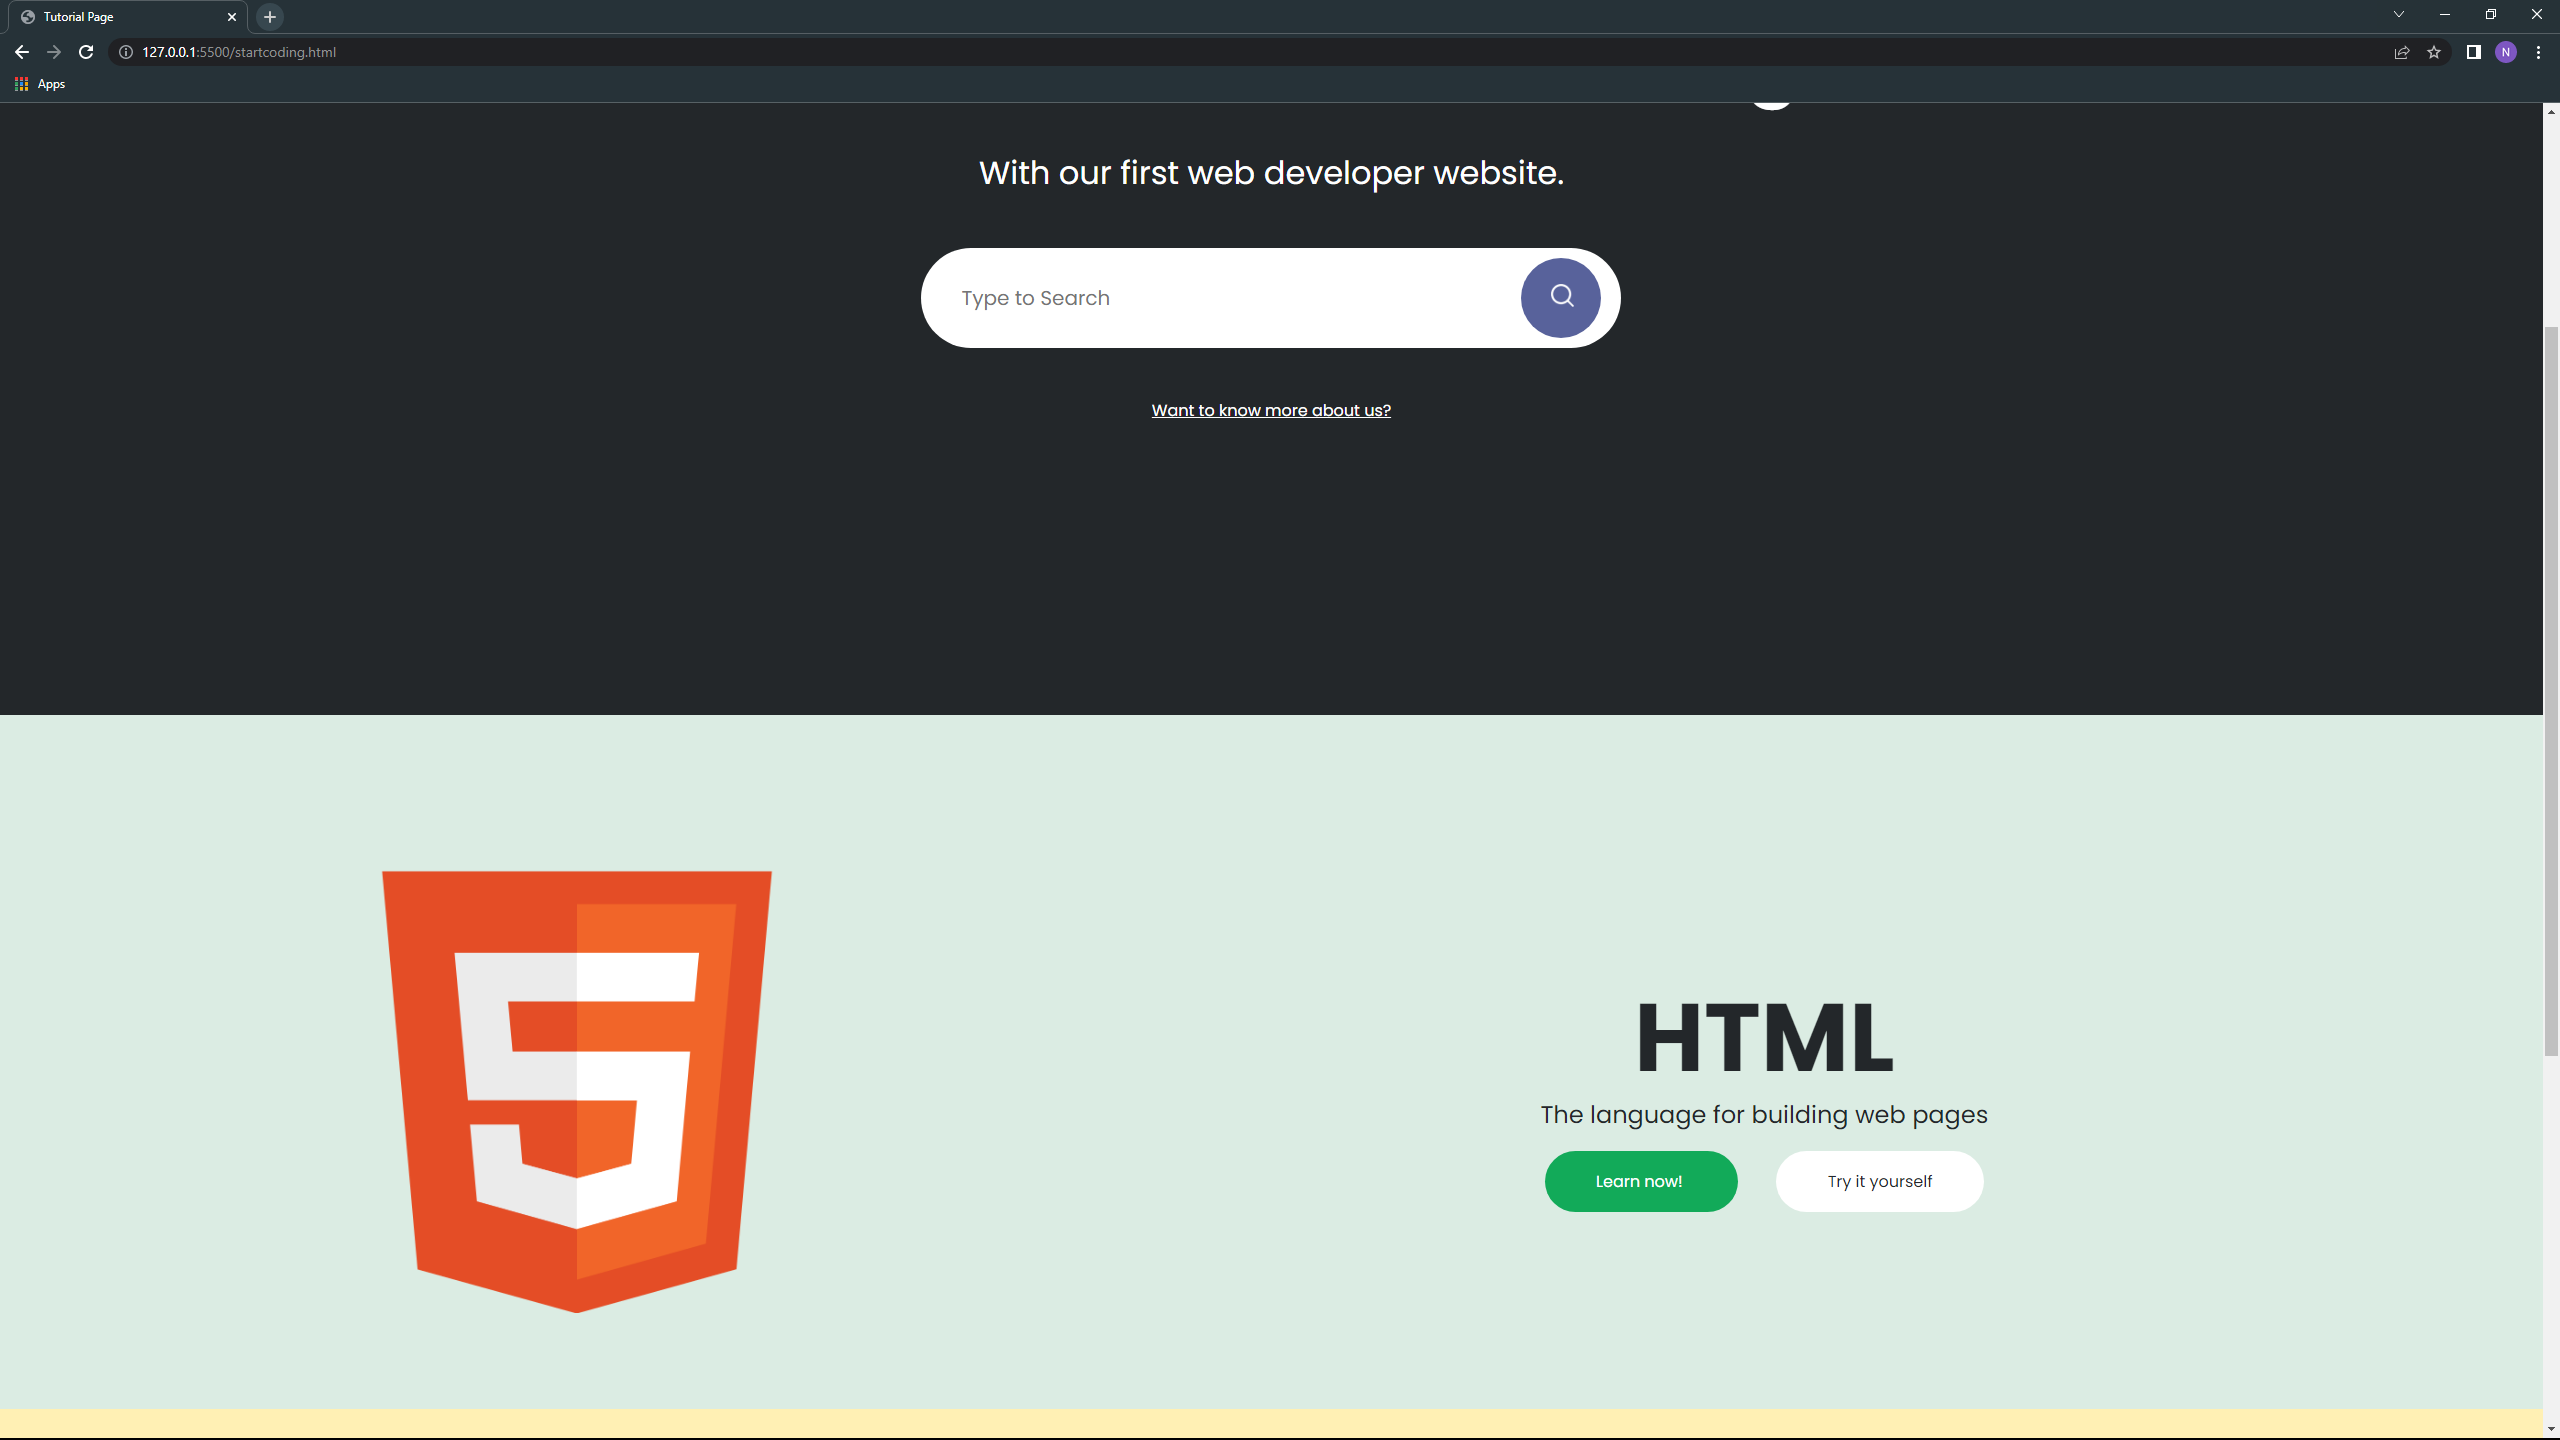 Tutorial Page
127.0.0.1:5500/startcoding.html
N
Apps
With our first web developer website.
Type to Search
Want to know more about us?
5
HTML
The language for building web pages
Learn now!
Try it yourself